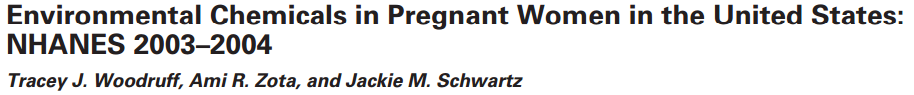 Environmental Chemicals in Pregnant Women in the United States:
NHANES 2003–2004
Tracey J. Woodruff, Ami R. Zota, and Jackie M. Schwartz